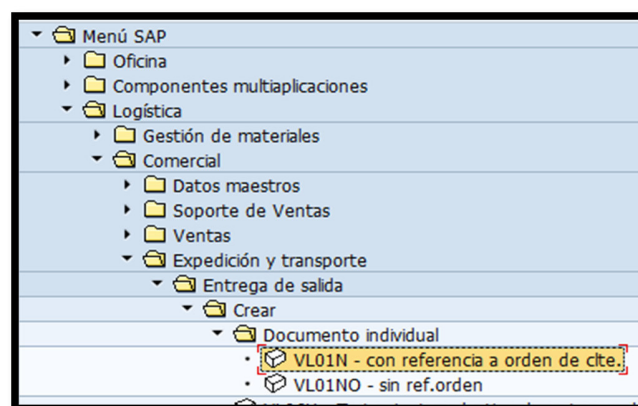 Menú SAP
Oficina
Componentes multiaplicaciones
Logística
Gestión de materiales
Comercial
Datos maestros
Soporte de Ventas
Ventas
Expedición y transporte
Entrega de salida
Crear
Documento individual
VL01N - con referencia a orden de clte.
VL01NO - sin ref.orden